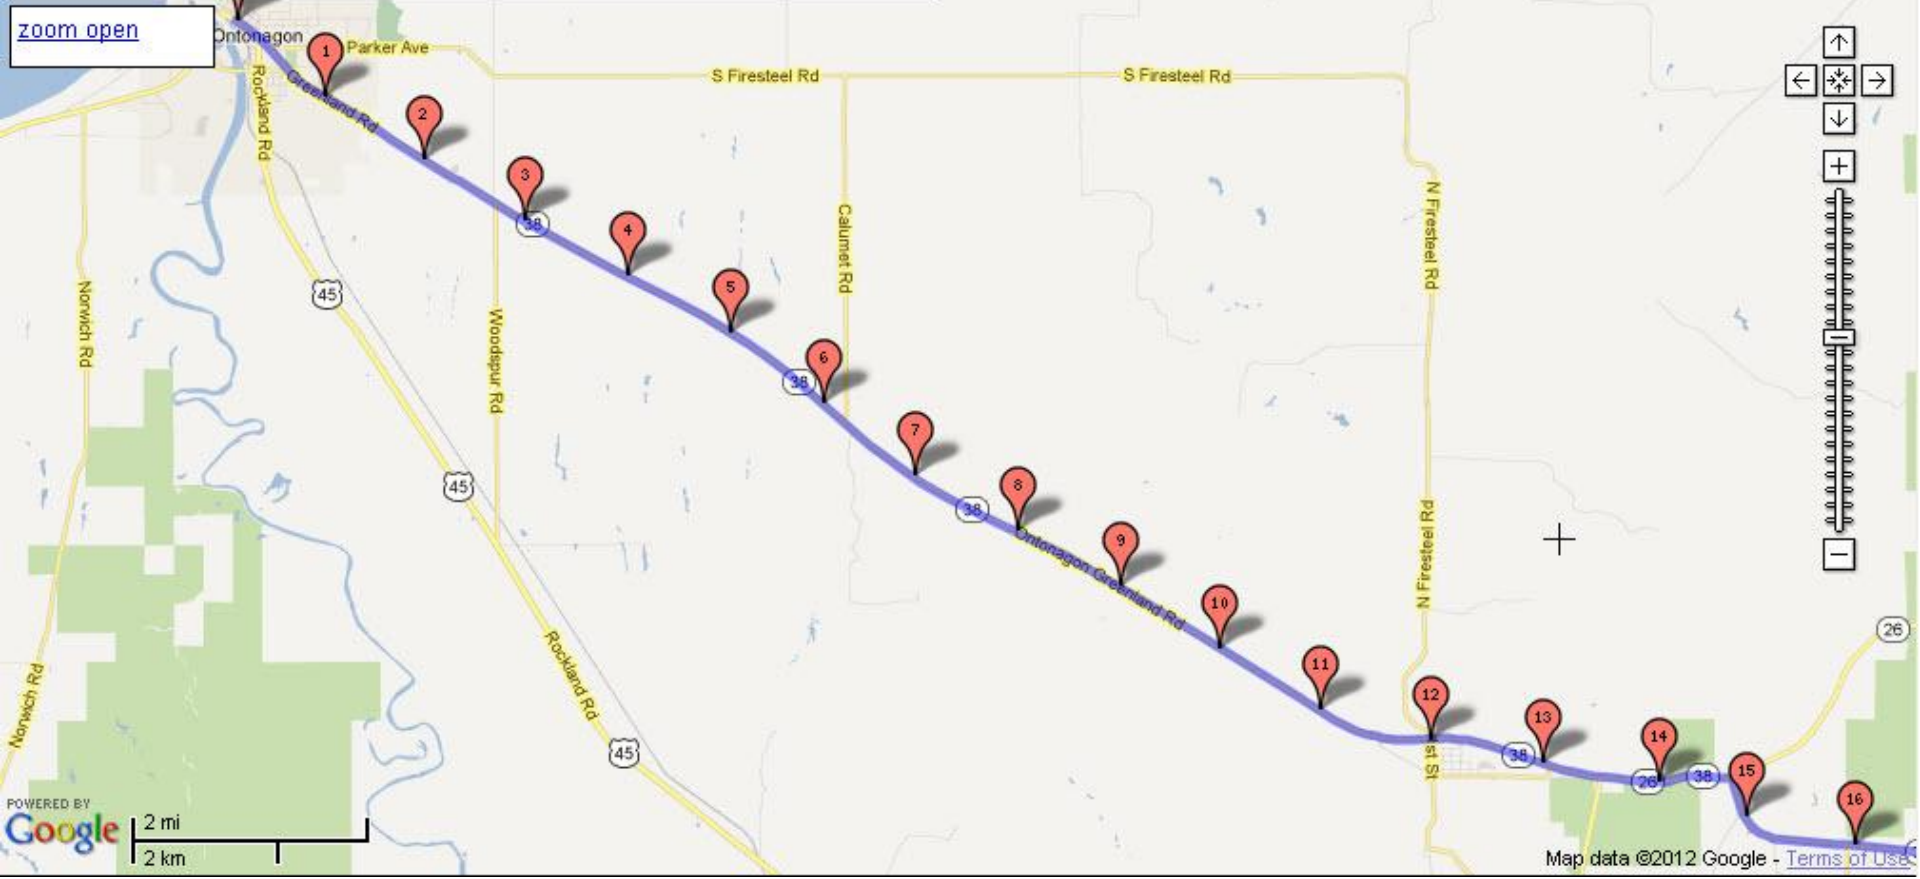 zoom open
Ontonagon
1
Parker Ave
S Firesteel Rd
S Firesteel Rd
Greenland Rd
Rockland Rd
2
3
38
4
45
Norwich Rd
Woodspur Rd
Calumet Rd
N Firesteel Rd
5
6
38
7
45
8
38
9
Ontonagon Greenland Rd
N Firesteel Rd
10
26
11
Rockland Rd
Norwich Rd
12
13
14
15
16
45
1st St
38
26
38
POWERED BY
Google
2 mi
2 km
Map data ©2012 Google - Terms of Use